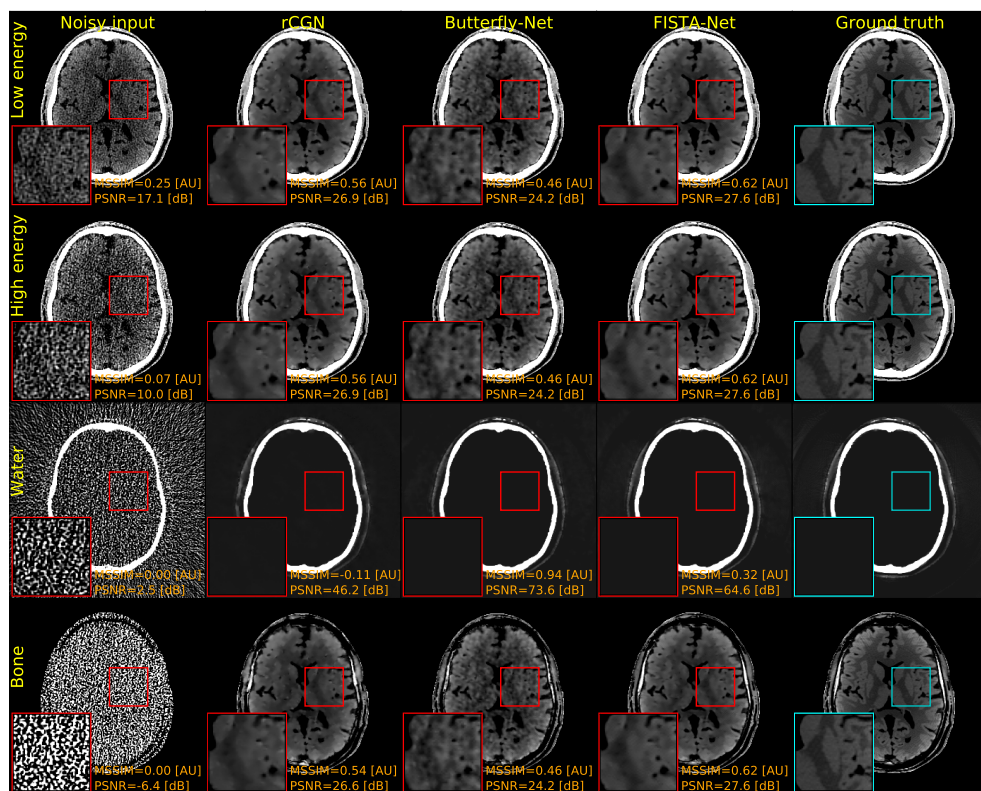 Noisy input rCGN Butterfly-Net FISTA-Net Ground truth
Low energy
MSSIM=0.25 [AU] MSSIM=0.56 [AU] MSSIM=0.46 [AU] MSSIM=0.62 [AU]
PSNR=17.1 [dB] PSNR=26.9 [dB] PSNR=24.2 [dB] PSNR=27.6 [dB]
High energy
MSSIM=0.07 [AU] MSSIM=0.56 [AU] MSSIM=0.46 [AU] MSSIM=0.62 [AU]
PSNR=10.0 [dB] PSNR=26.9 [dB] PSNR=24.2 [dB] PSNR=27.6 [dB]
Water
MSSIM=0.00 [AU] MSSIM=-0.11 [AU] MSSIM=0.94 [AU] MSSIM=0.32 [AU]
PSNR=2.5 [dB] PSNR=46.2 [dB] PSNR=73.6 [dB] PSNR=64.6 [dB]
Bone
MSSIM=0.00 [AU] MSSIM=0.54 [AU] MSSIM=0.46 [AU] MSSIM=0.62 [AU]
PSNR=-6.4 [dB] PSNR=26.6 [dB] PSNR=24.2 [dB] PSNR=27.6 [dB]